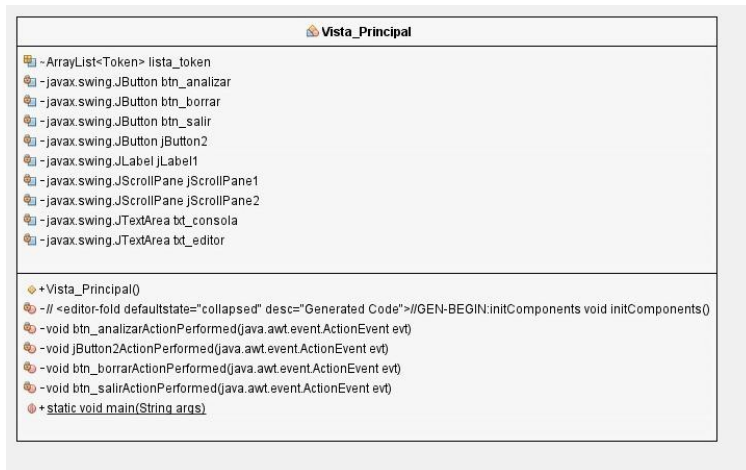 Vista_Principal
~ArrayList<Token> lista_token
-javax.swing.JButton btn_analizar
-javax.swing.JButton btn_borrar
-javax.swing.JButton btn_salir
-javax.swing.JButton jButton2
-javax.swing.JLabel jLabel1
-javax.swing.JScrollPane jScrollPane1
-javax.swing.JScrollPane jScrollPane2
-javax.swing.JTextArea txt_consola
-javax.swing.JTextArea txt_editor
+Vista_Principal()
-// <editor-fold defaultstate="collapsed" desc="Generated Code">//GEN-BEGIN:initComponents void initComponents()
-void btn_analizarActionPerformed(java.awt.event.ActionEvent evt)
-void jButton2ActionPerformed(java.awt.event.ActionEvent evt)
-void btn_borrarActionPerformed(java.awt.event.ActionEvent evt)
-void btn_salirActionPerformed(java.awt.event.ActionEvent evt)
+static void main(String args)